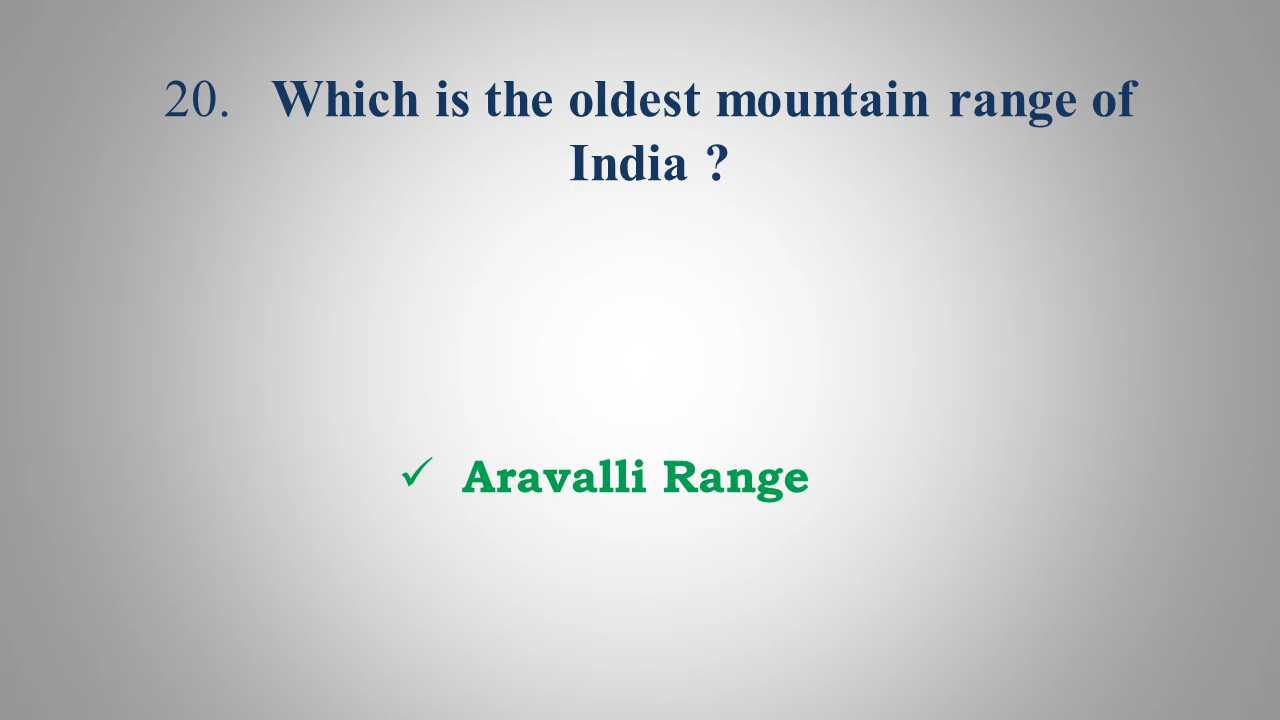 20. Which is the oldest mountain range of
India ?
✓ Aravalli Range